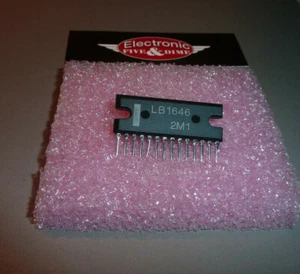 Electronic
FIVE & DIME
LB1646
2M1